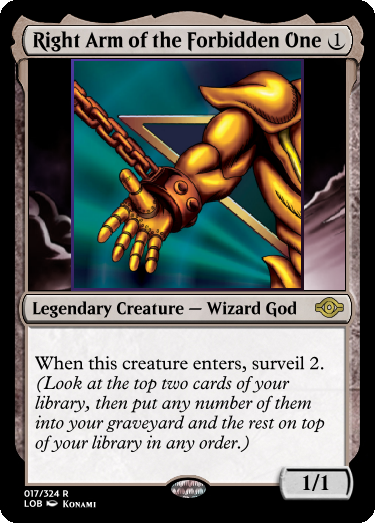 Right Arm of the Forbidden One 1
Legendary Creature — Wizard God
When this creature enters, surveil 2.
(Look at the top two cards of your
library, then put any number of them
into your graveyard and the rest on top
of your library in any order.)
1/1
017/324 R
LOB Konami